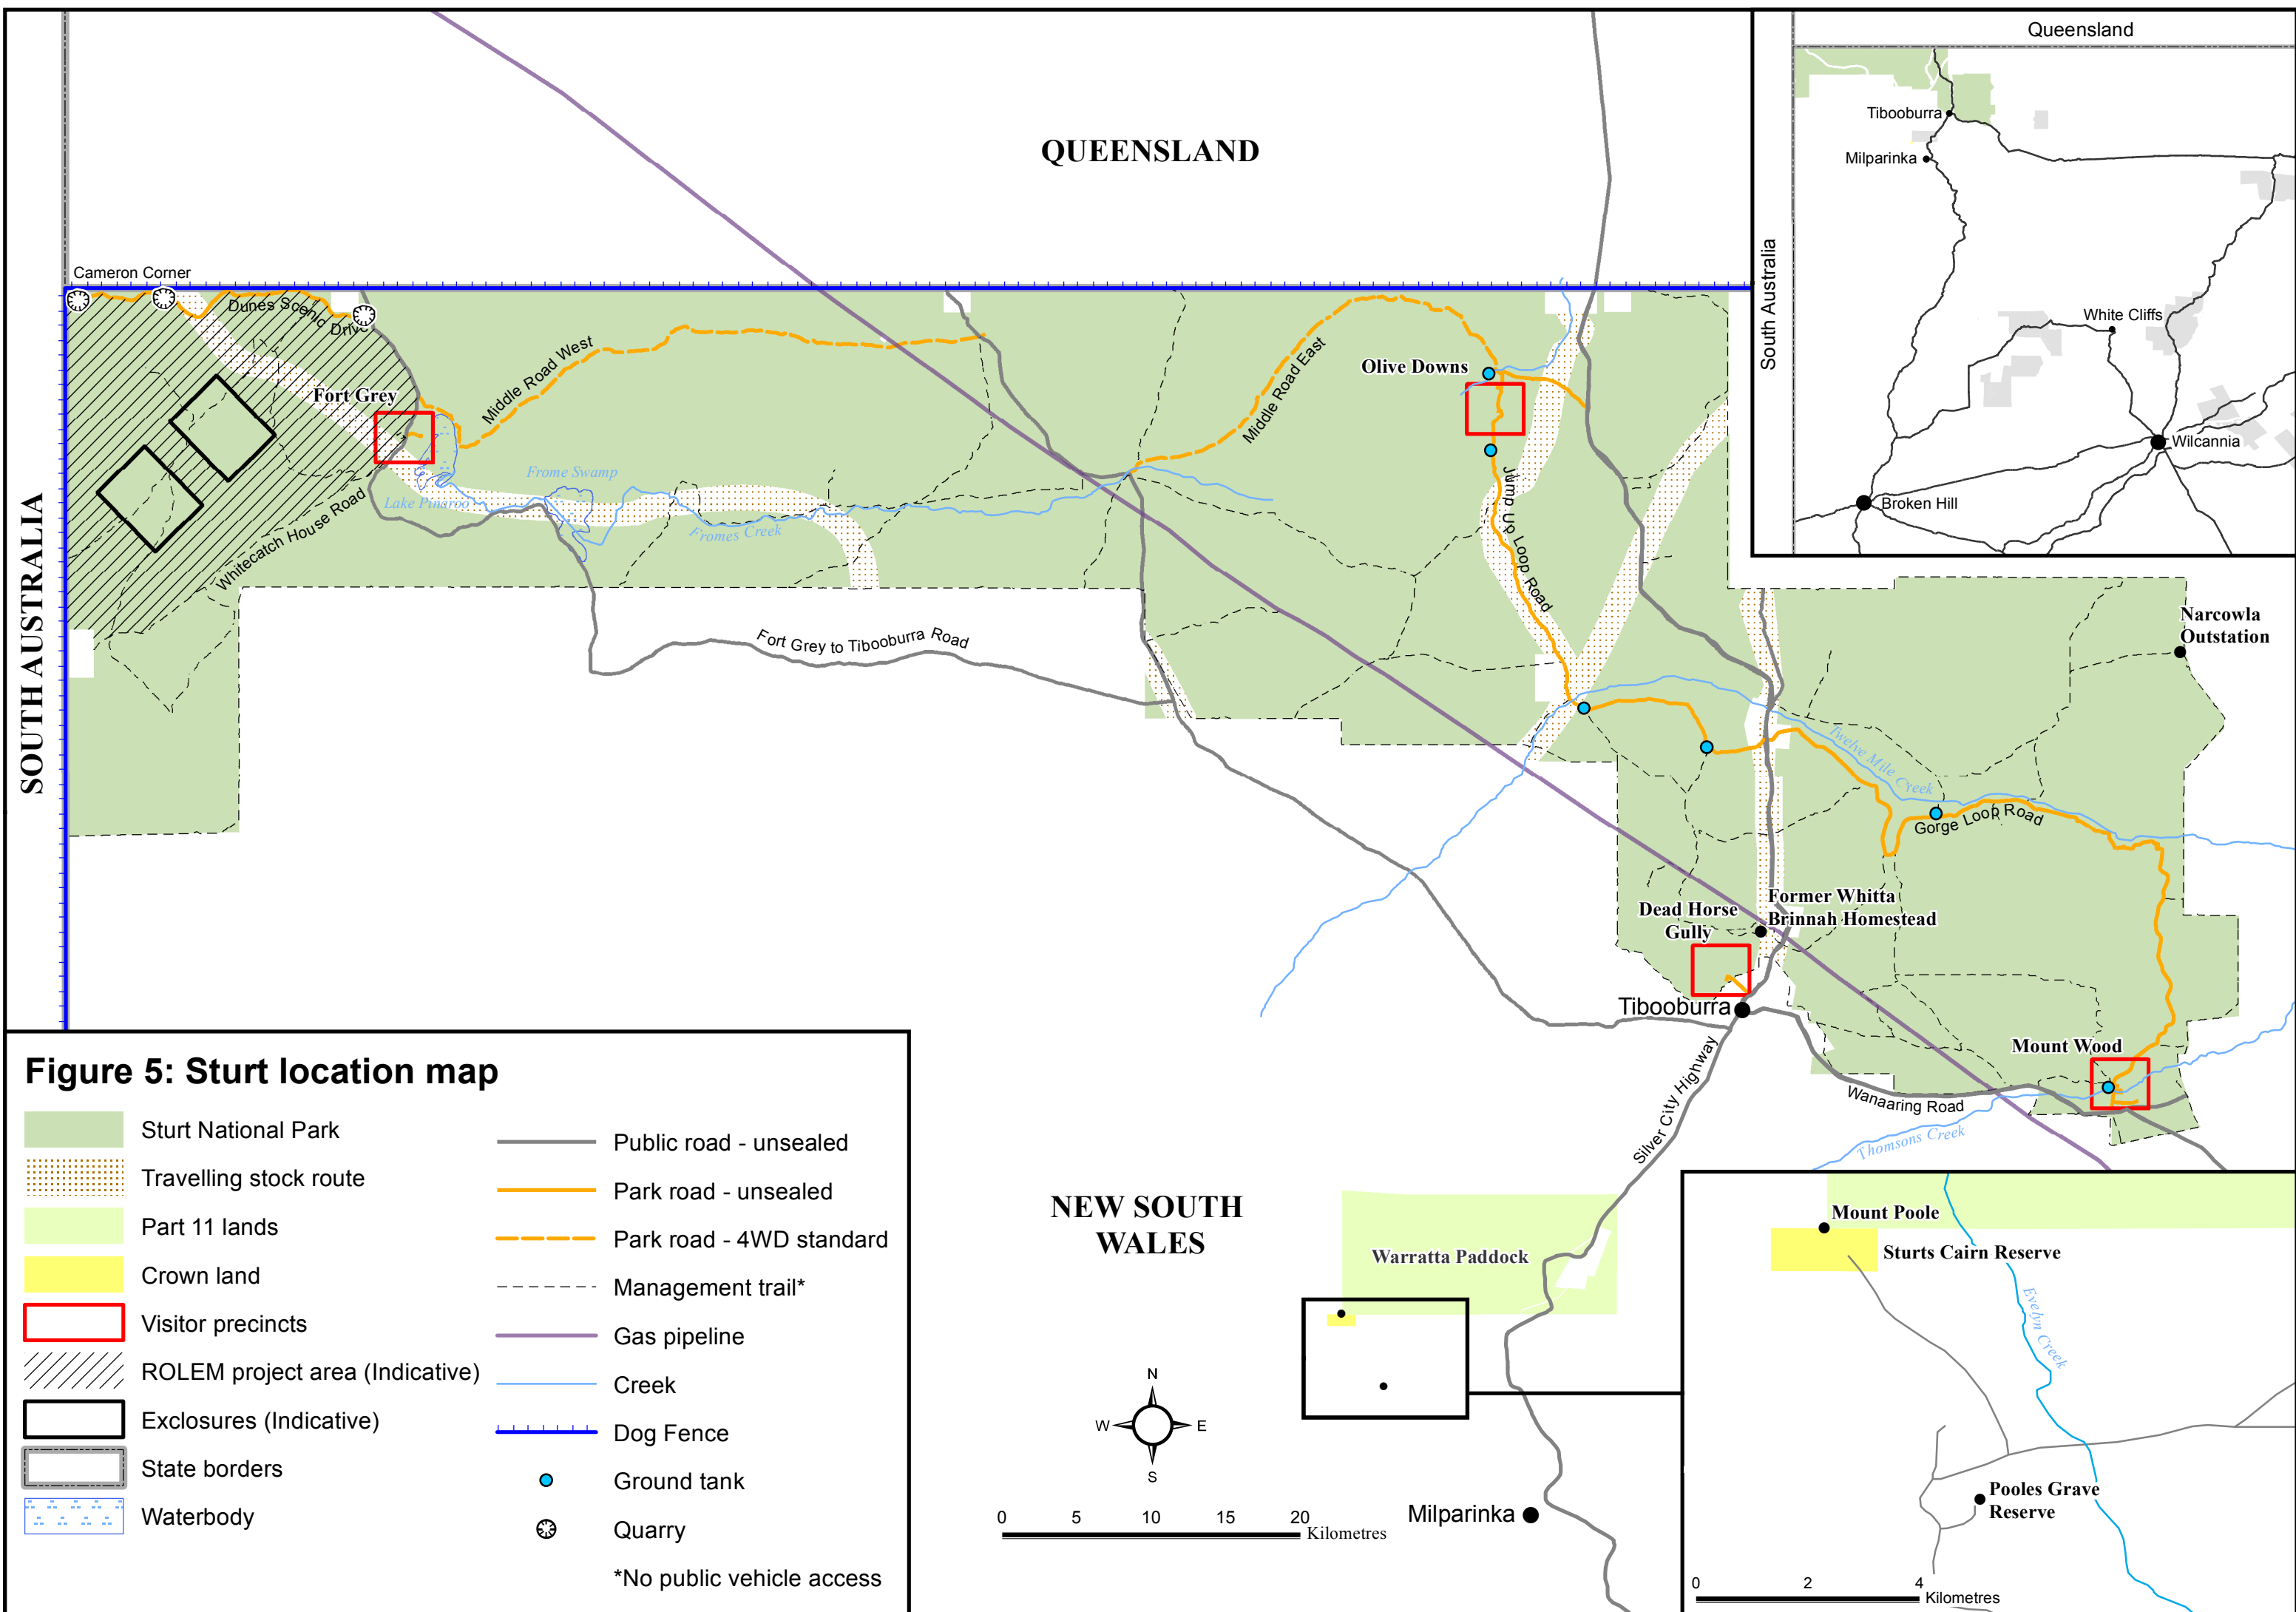 QUEENSLAND
Queensland
Tibooburra
Milparinka
South Australia
White Cliffs
Wilcannia
Broken Hill
Cameron Corner
Dunes Scenic Drive
Fort Grey
Middle Road West
Middle Road East
Olive Downs
Jump Up Loop Road
Frome Swamp
Lake Pinaroo
Fromes Creek
Whitecatch House Road
SOUTH AUSTRALIA
Fort Grey to Tibooburra Road
Narcowla
Outstation
Twelve Mile Creek
Gorge Loop Road
Former Whitta
Brinnah Homestead
Dead Horse
Gully
Tibooburra
Mount Wood
Wanaaring Road
Thomsons Creek
Silver City Highway
NEW SOUTH
WALES
Warratta Paddock
Milparinka
N
W
E
S
0 5 10 15 20
Kilometres
Mount Poole
Sturts Cairn Reserve
Evelyn Creek
Pooles Grave
Reserve
0 2 4
Kilometres
Figure 5: Sturt location map
Sturt National Park
Travelling stock route
Part 11 lands
Crown land
Visitor precincts
ROLEM project area (Indicative)
Exclosures (Indicative)
State borders
Waterbody
Public road - unsealed
Park road - unsealed
Park road - 4WD standard
Management trail*
Gas pipeline
Creek
Dog Fence
Ground tank
Quarry
*No public vehicle access